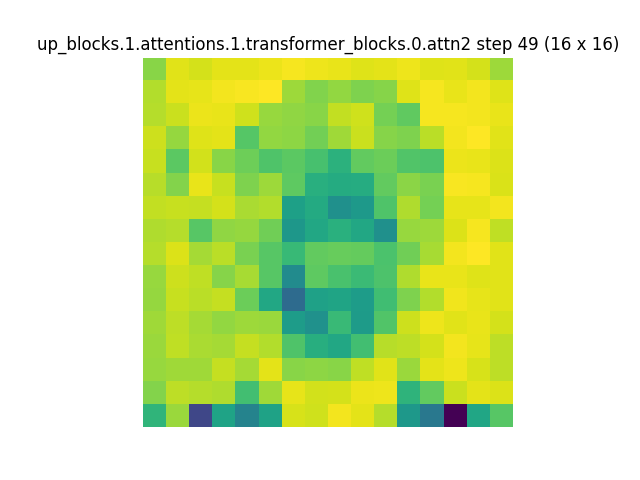 up_blocks.1.attentions.1.transformer_blocks.0.attn2 step 49 (16 x 16)